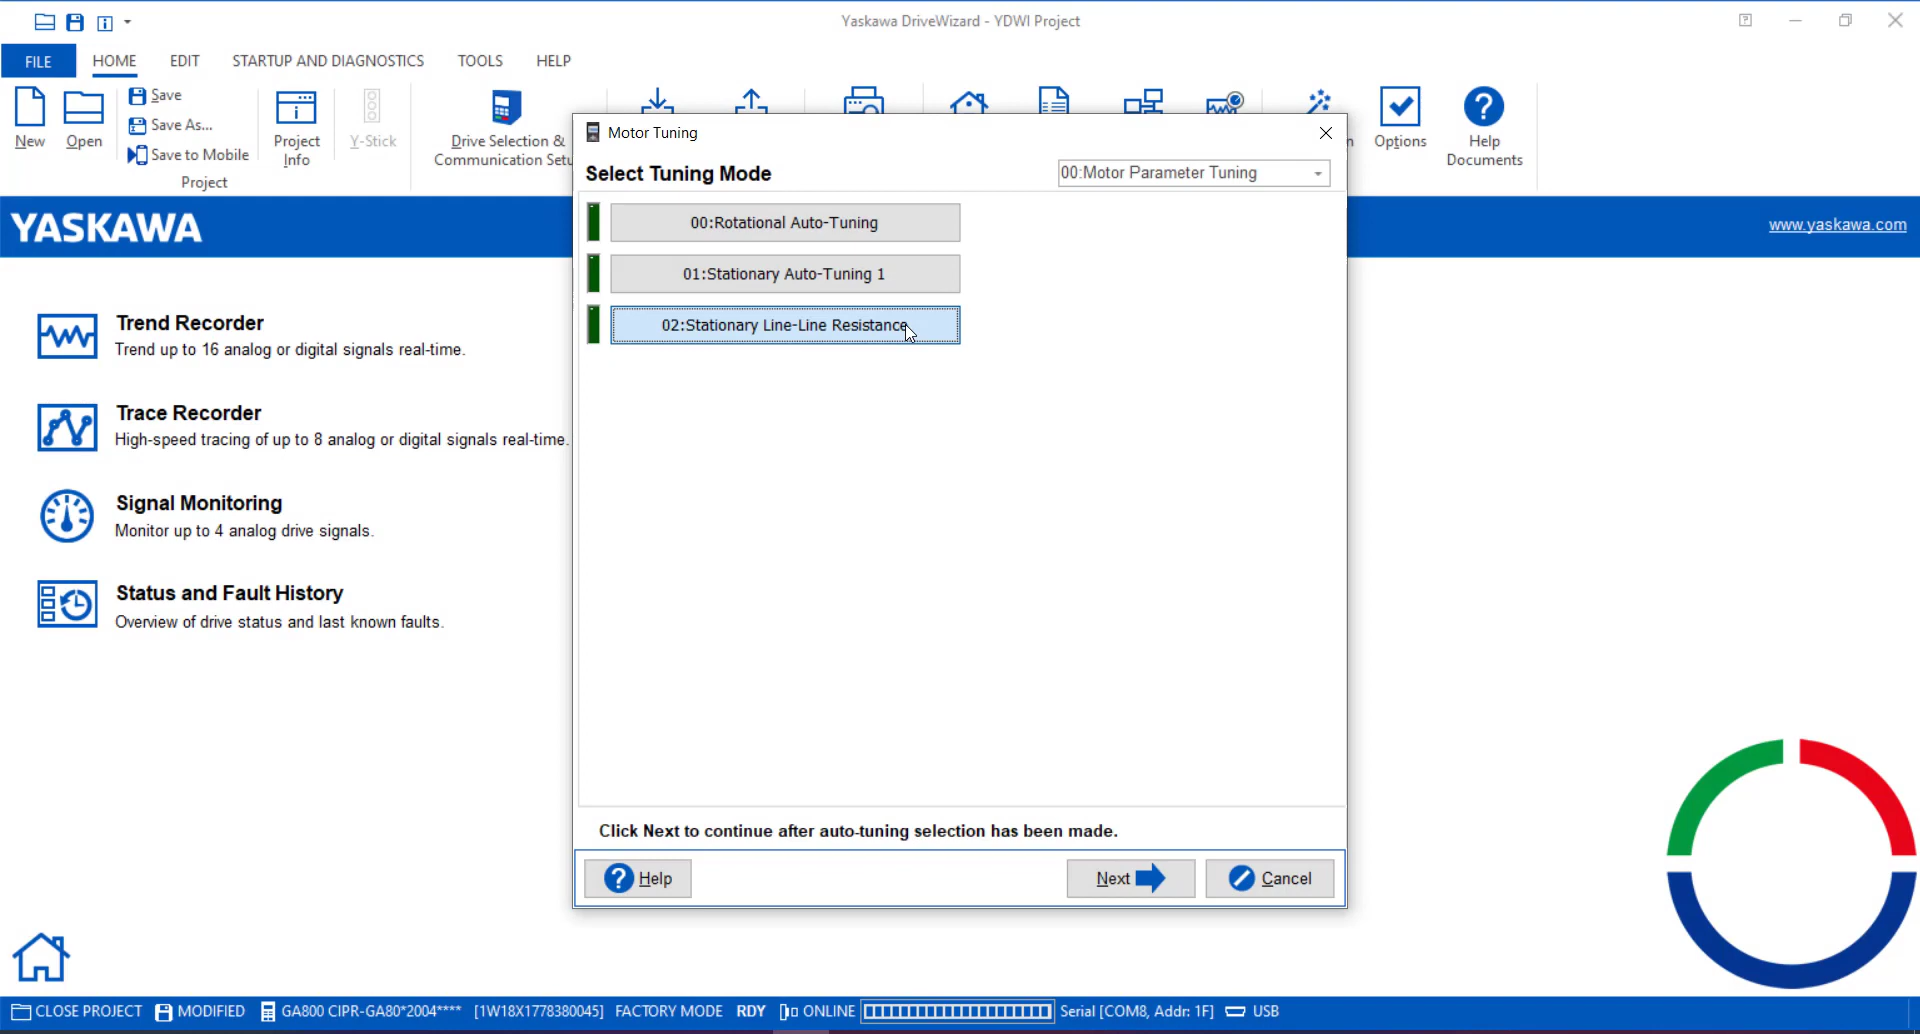 Yaskawa DriveWizard - YDWI Project
FILE
HOME
EDIT
STARTUP AND DIAGNOSTICS
TOOLS
HELP
New
Open
Save
Save As...
Save to Mobile
Project
Project
Info
Y-Stick
Drive Selection &
Communication Setu
Options
Help
Documents
YASKAWA
www.yaskawa.com
Trend Recorder
Trend up to 16 analog or digital signals real-time.
Trace Recorder
High-speed tracing of up to 8 analog or digital signals real-time.
Signal Monitoring
Monitor up to 4 analog drive signals.
Status and Fault History
Overview of drive status and last known faults.
Motor Tuning
Select Tuning Mode
00:Motor Parameter Tuning
00:Rotational Auto-Tuning
01:Stationary Auto-Tuning 1
02:Stationary Line-Line Resistance
Click Next to continue after auto-tuning selection has been made.
Help
Next
Cancel
CLOSE PROJECT MODIFIED GA800 CIPR-GA80*2004**** [1W18X1778380045] FACTORY MODE RDY ONLINE Serial [COM8, Addr: 1F] USB